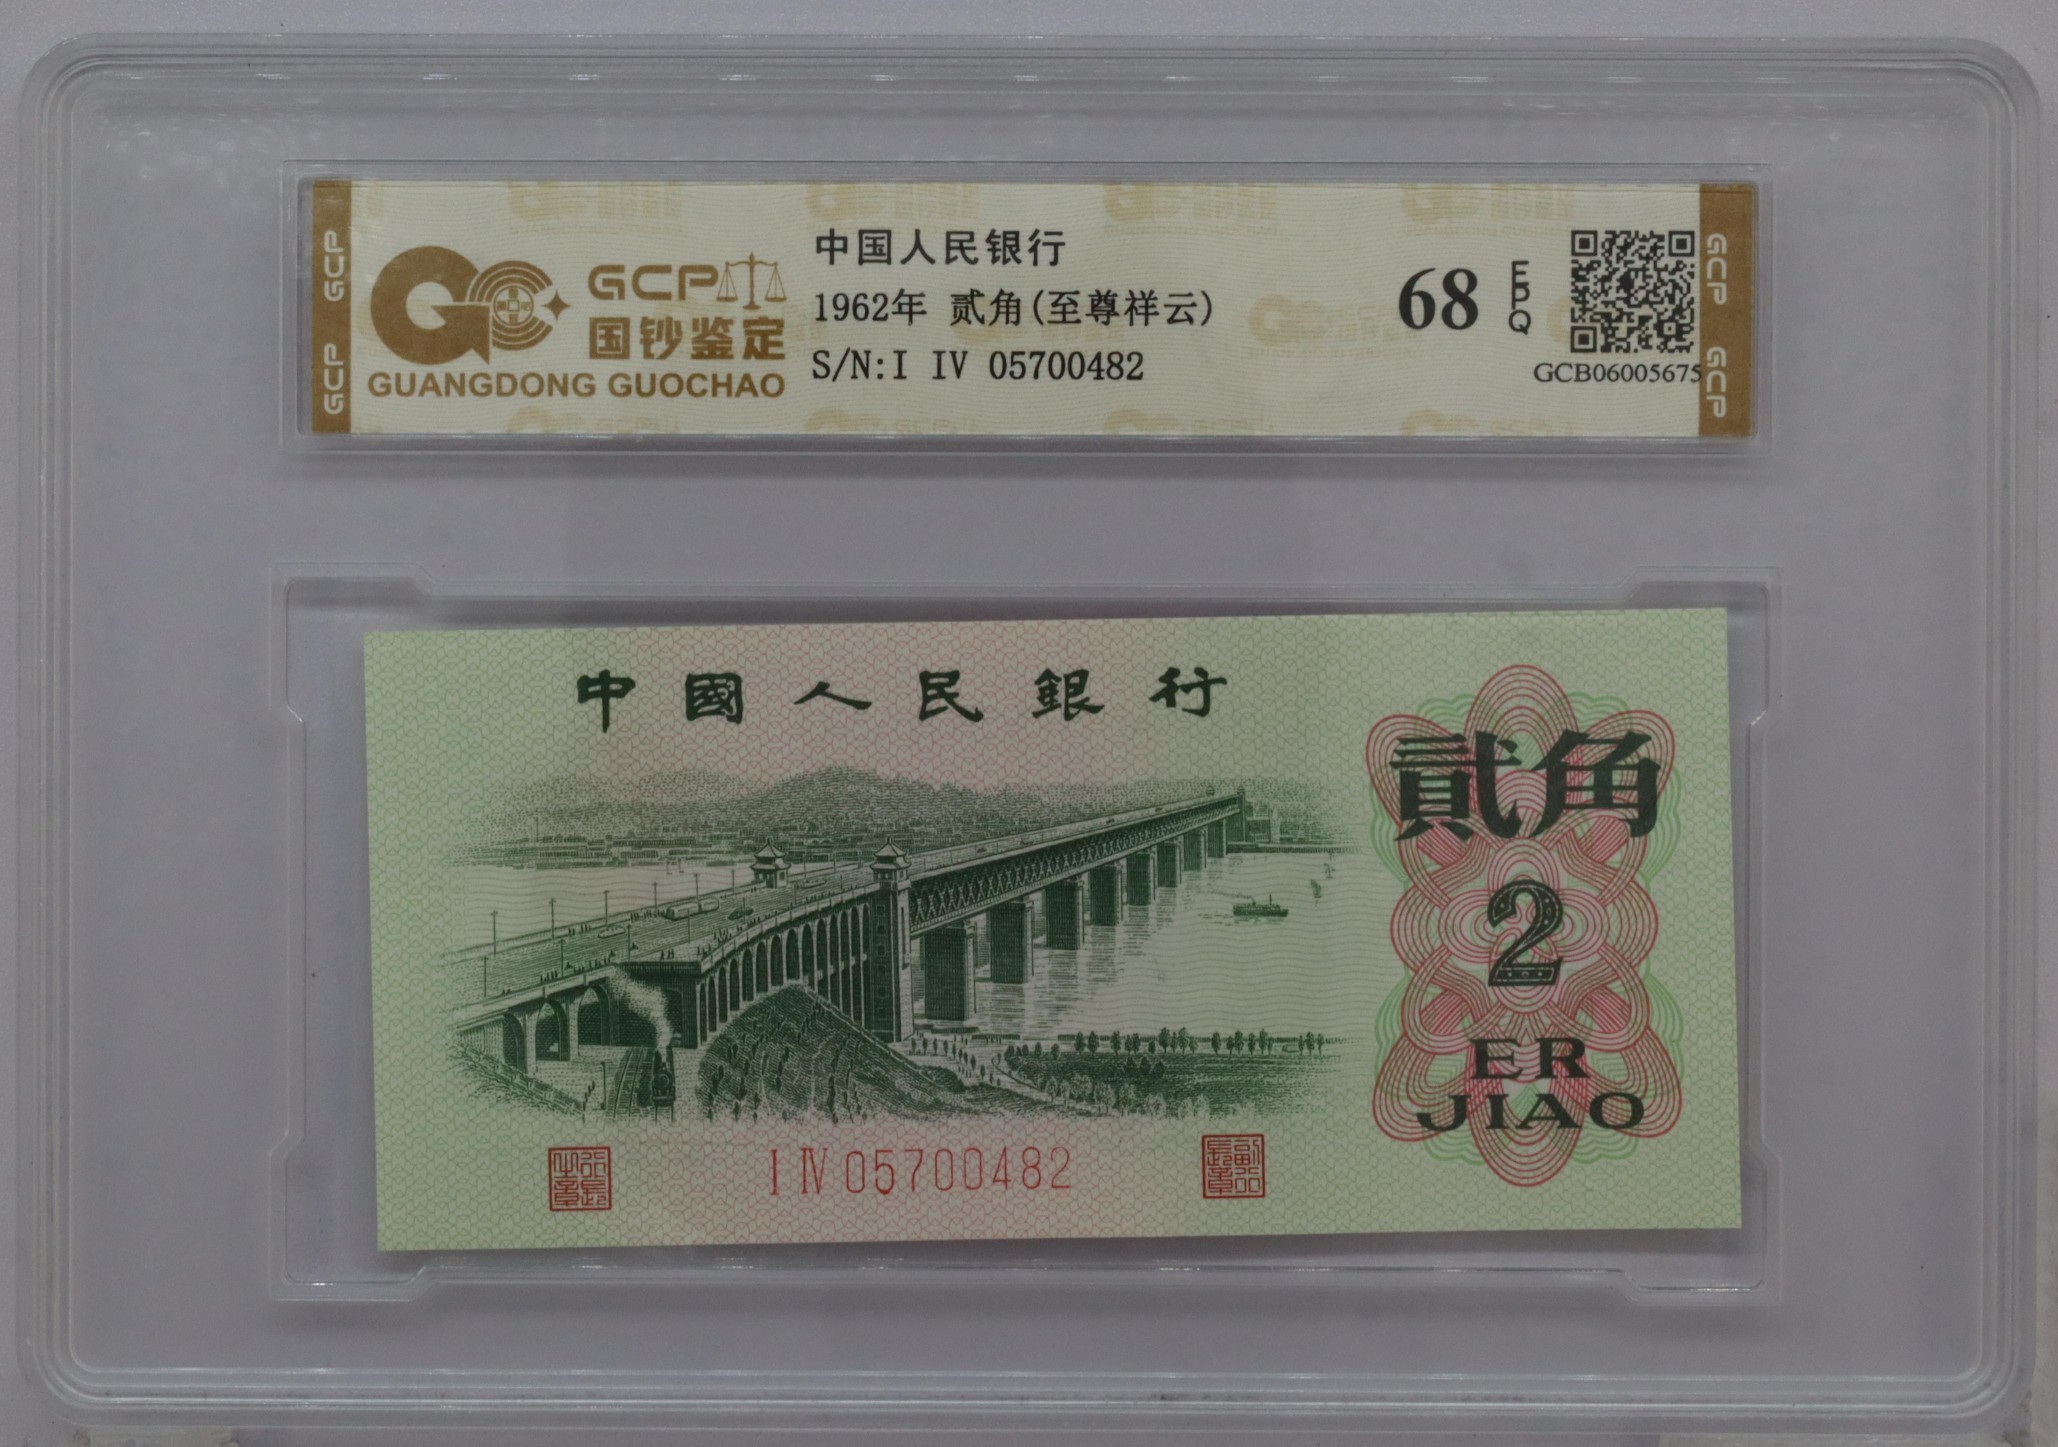 GCP
国钞鉴定
GUANGDONG GUOCHAO
中国人民银行
1962年 贰角(至尊祥云)
S/N:I IV 05700482
68 EPQ
GCB06005675
GCP GCP
GCP GCP
中國人民銀行
貳角
2
ER
JIAO
I IV 05700482